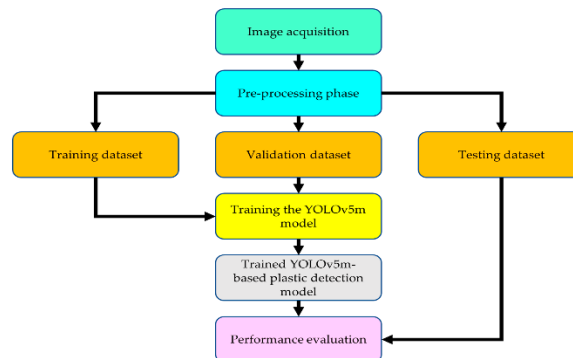 Image acquisition
Pre-processing phase
Training dataset
Validation dataset
Testing dataset
Training the YOLOv5m
model
Trained YOLOv5m-
based plastic detection
model
Performance evaluation